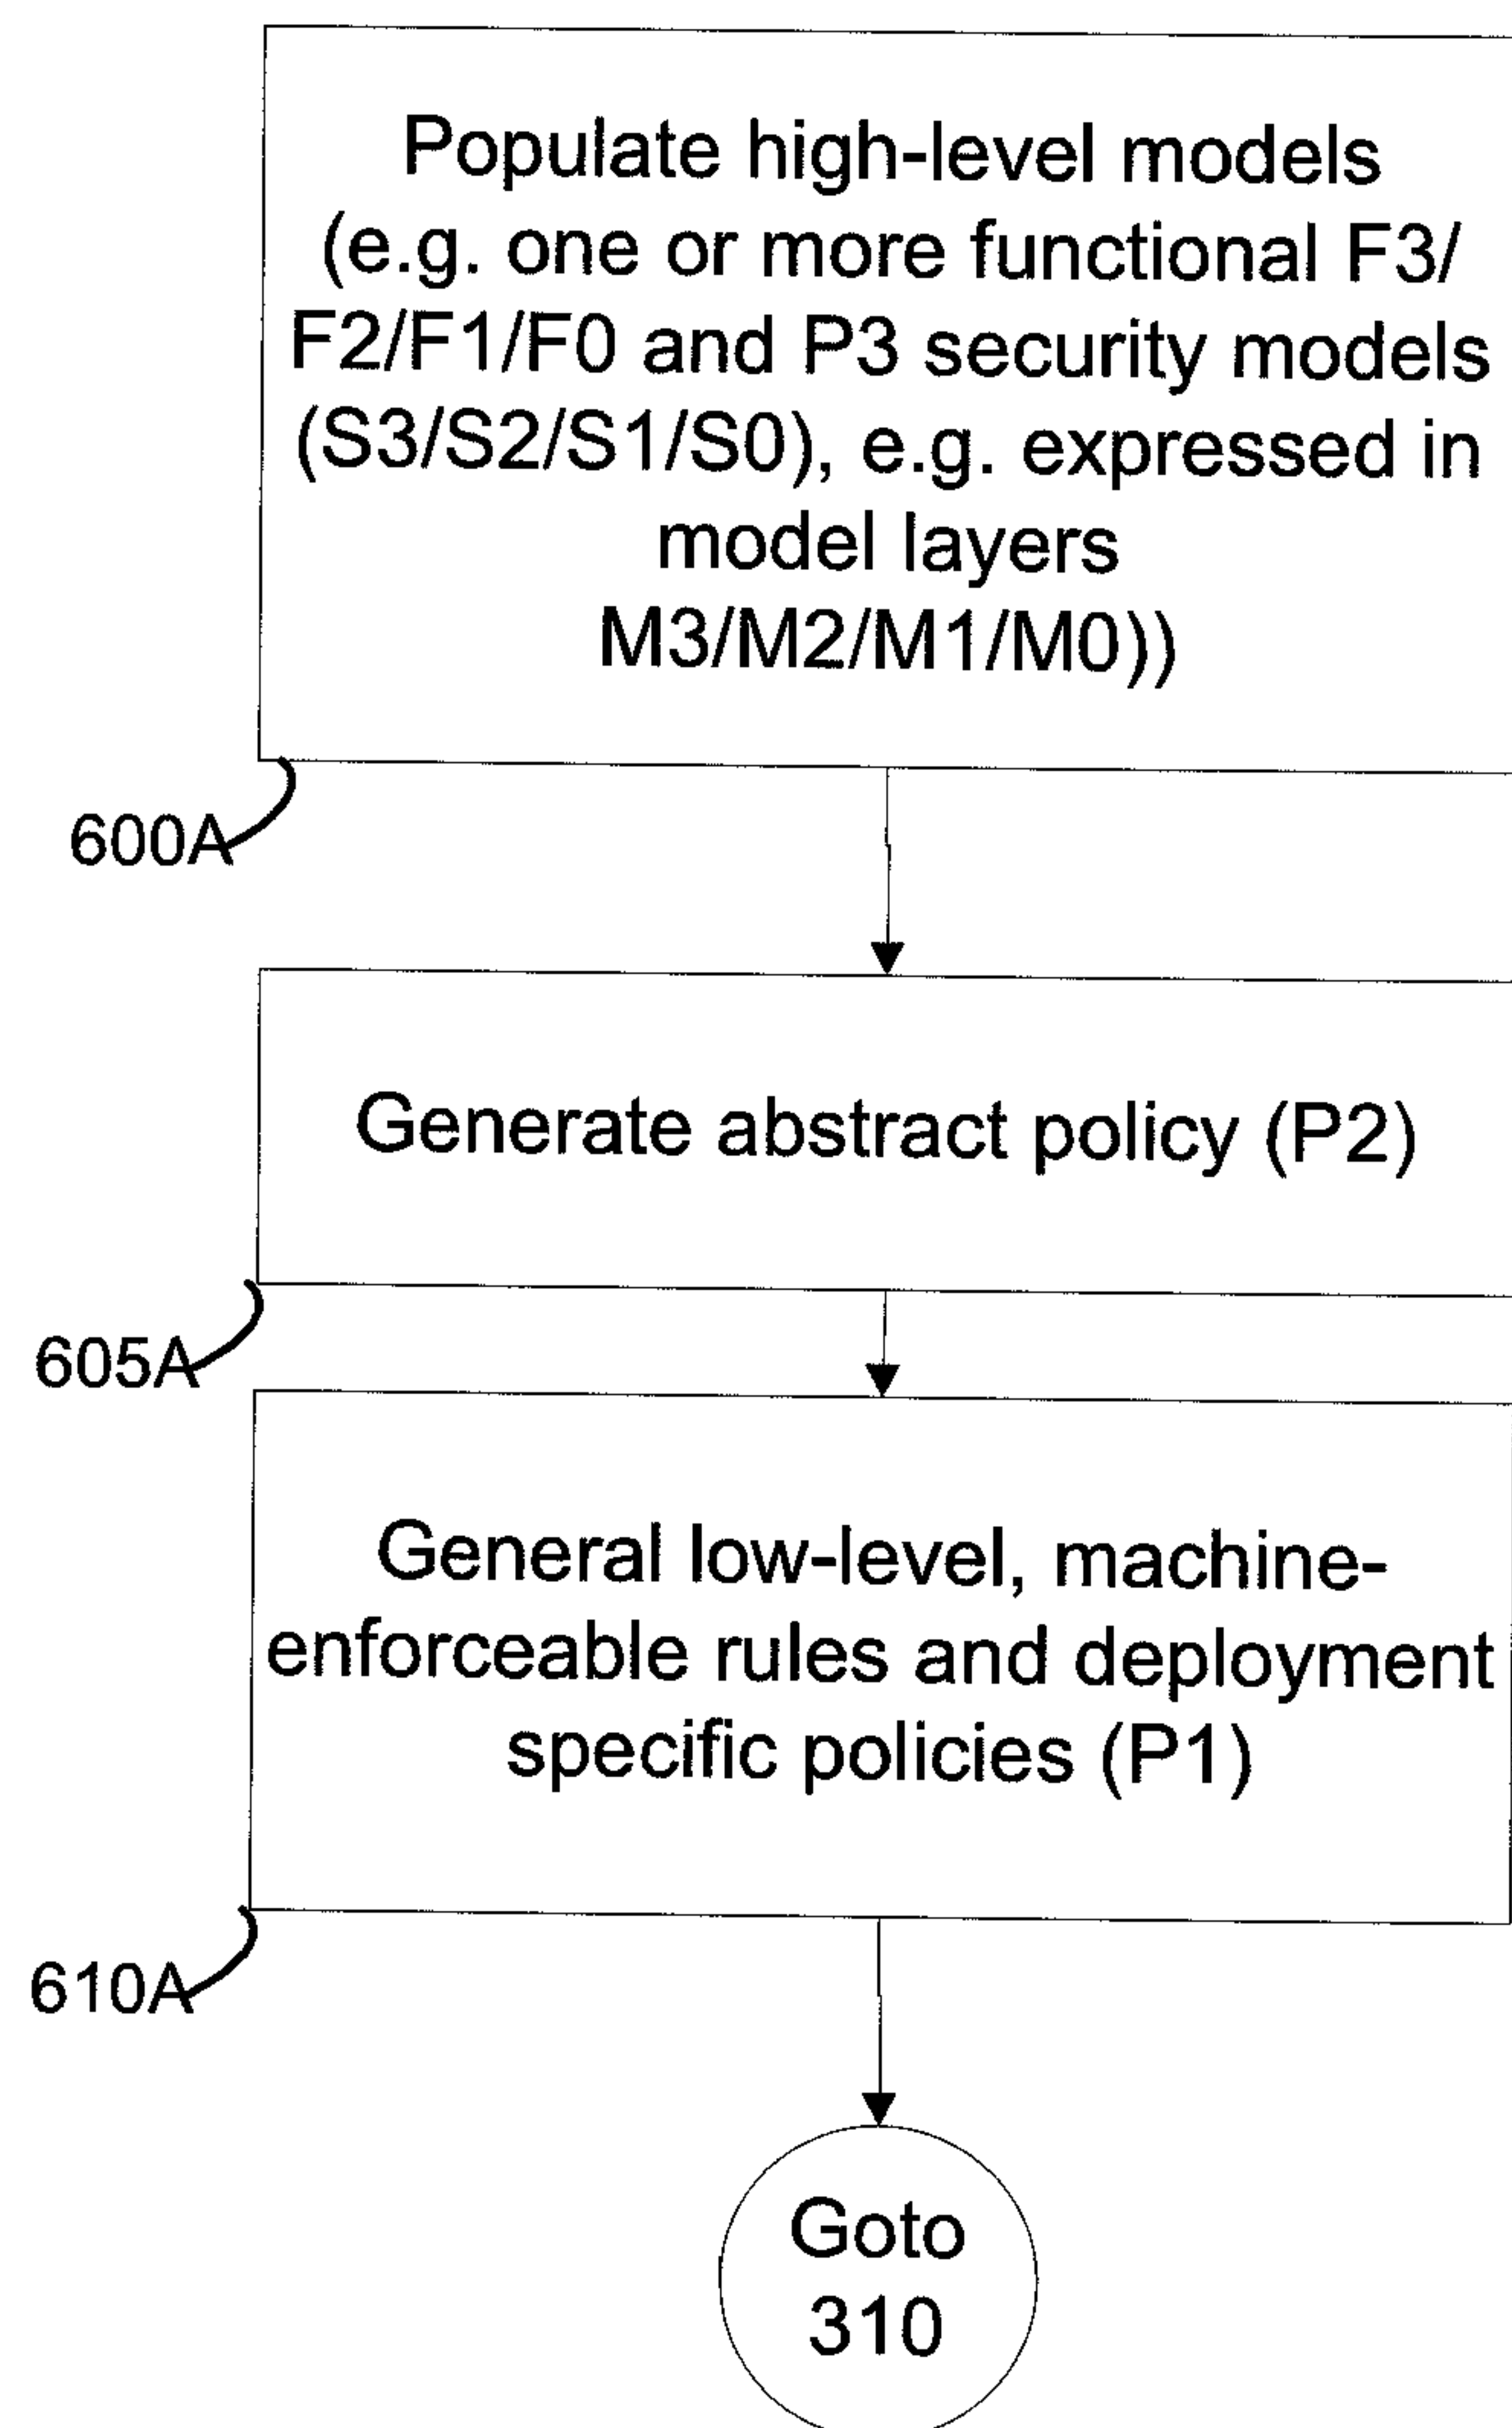 Populate high-level models
(e.g. one or more functional F3/
F2/F1/F0 and P3 security models
(S3/S2/S1/S0), e.g. expressed in
model layers
M3/M2/M1/M0))
600A
Generate abstract policy (P2)
605A
General low-level, machine-
enforceable rules and deployment
specific policies (P1)
610A
Goto
310